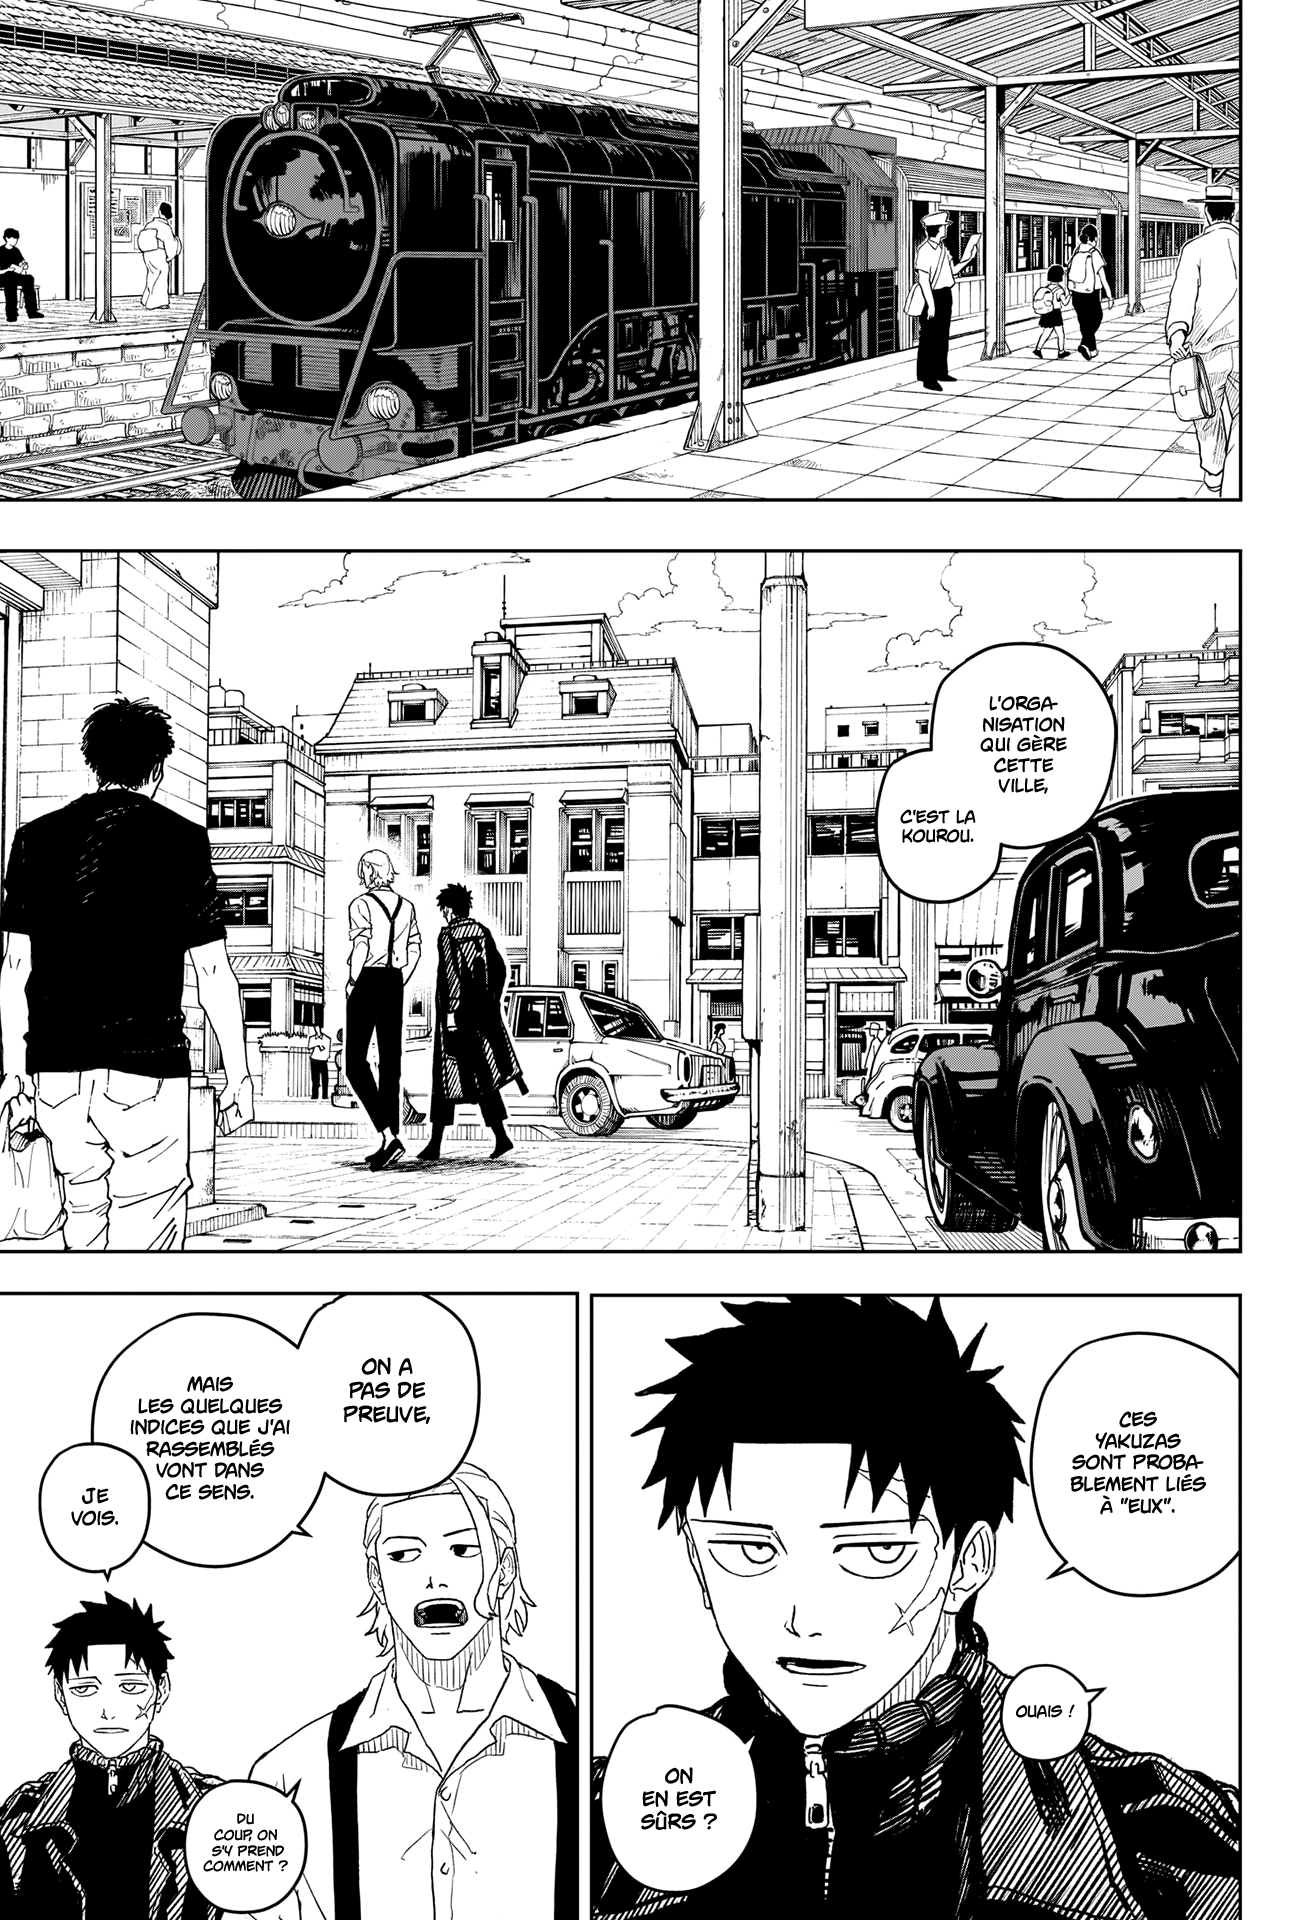 L'ORGA-
NISATION
QUI GÈRE
CETTE
VILLE,
C'EST LA
KOUROU.
CES
YAKUZAS
SONT PROBA-
BLEMENT LIÉS
À "EUX".
OUAIS !
ON
EN EST
SÛRS ?
ON A
PAS DE
PREUVE,
MAIS
LES QUELQUES
INDICES QUE J'AI
RASSEMBLÉS
VONT DANS
CE SENS.
JE
VOIS.
DU
COUP, ON
S'Y PREND
COMMENT ?